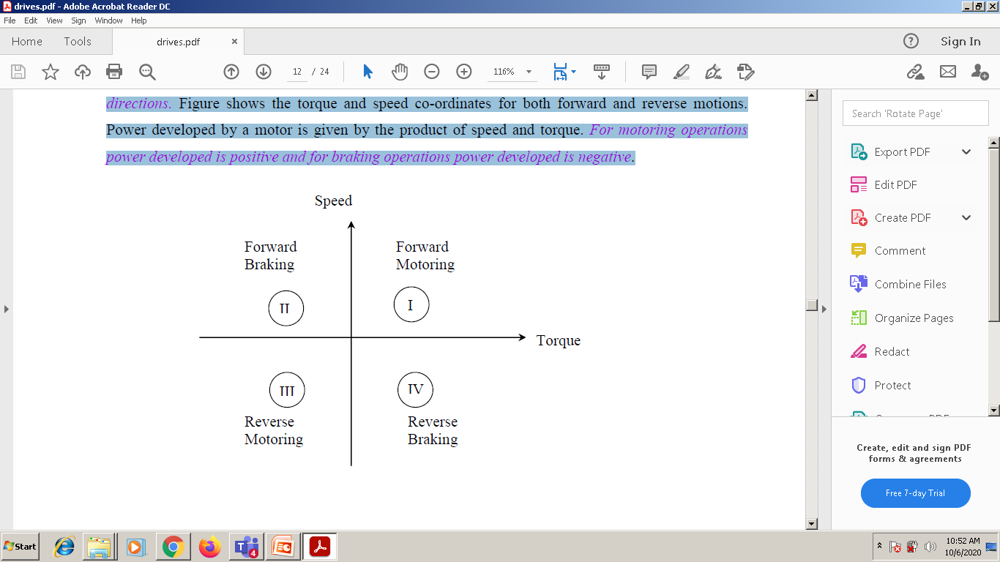 drives.pdf - Adobe Acrobat Reader DC
File Edit View Sign Window Help
Home Tools drives.pdf × Sign In
12 / 24 116%
directions. Figure shows the torque and speed co-ordinates for both forward and reverse motions.
Power developed by a motor is given by the product of speed and torque. For motoring operations
power developed is positive and for braking operations power developed is negative.
Speed
Forward
Braking
Forward
Motoring
II
I
Torque
III
IV
Reverse
Motoring
Reverse
Braking
Search 'Rotate Page'
Export PDF
Edit PDF
Create PDF
Comment
Combine Files
Organize Pages
Redact
Protect
Create, edit and sign PDF
forms & agreements
Free 7-day Trial
Start
4
10:52 AM
10/6/2020